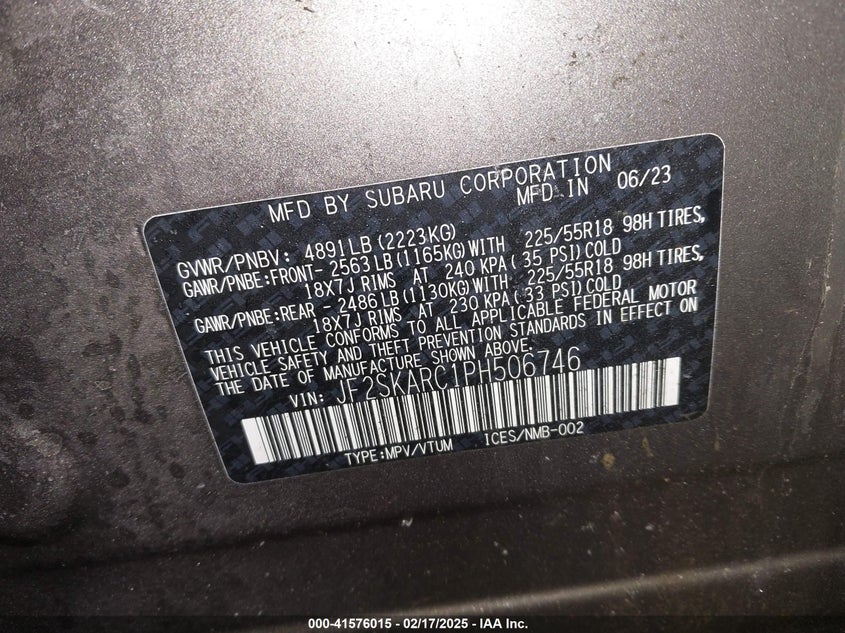 MFD BY SUBARU CORPORATION
MFD IN 06/23
GVWR/PNBV: 4891LB(2223KG)
GAWR/PNBE:FRONT- 2563LB(1165KG)WITH 225/55R18 98H TIRES,
18X7J RIMS AT 240 KPA(35 PSI)COLD
GAWR/PNBE:REAR - 2486LB(1130KG)WITH 225/55R18 98H TIRES,
18X7J RIMS AT 230 KPA(33 PSI)COLD
THIS VEHICLE CONFORMS TO ALL APPLICABLE FEDERAL MOTOR
VEHICLE SAFETY AND THEFT PREVENTION STANDARDS IN EFFECT ON
THE DATE OF MANUFACTURE SHOWN ABOVE.
VIN: JF2SKARC1PH506746
TYPE:MPV/VTUM ICES/NMB-002
000-41576015 - 02/17/2025 - IAA Inc.